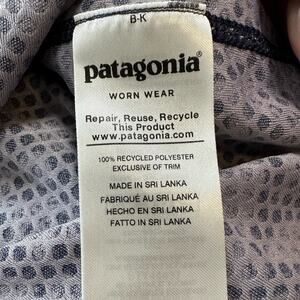 B-K
patagonia®
WORN WEAR
Repair, Reuse, Recycle
This Product
www.patagonia.com
100% RECYCLED POLYESTER
EXCLUSIVE OF TRIM
MADE IN SRI LANKA
FABRIQUÉ AU SRI LANKA
HECHO EN SRI LANKA
FATTO IN SRI LANKA